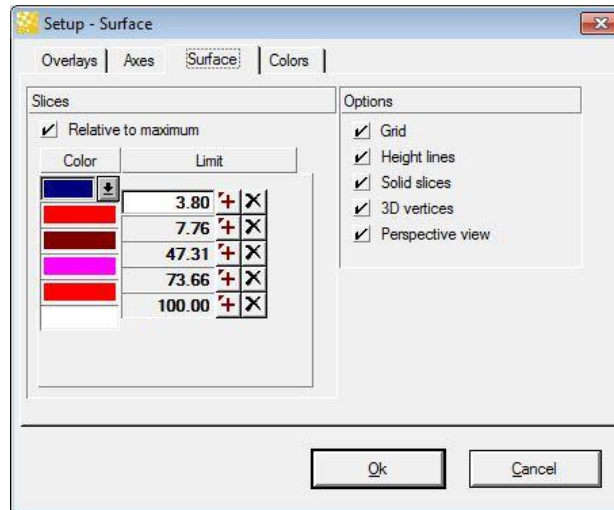 Setup - Surface
Overlays Axes Surface Colors
Slices
Relative to maximum
Color Limit
3.80
7.76
47.31
73.66
100.00
Options
Grid
Height lines
Solid slices
3D vertices
Perspective view
Ok Cancel